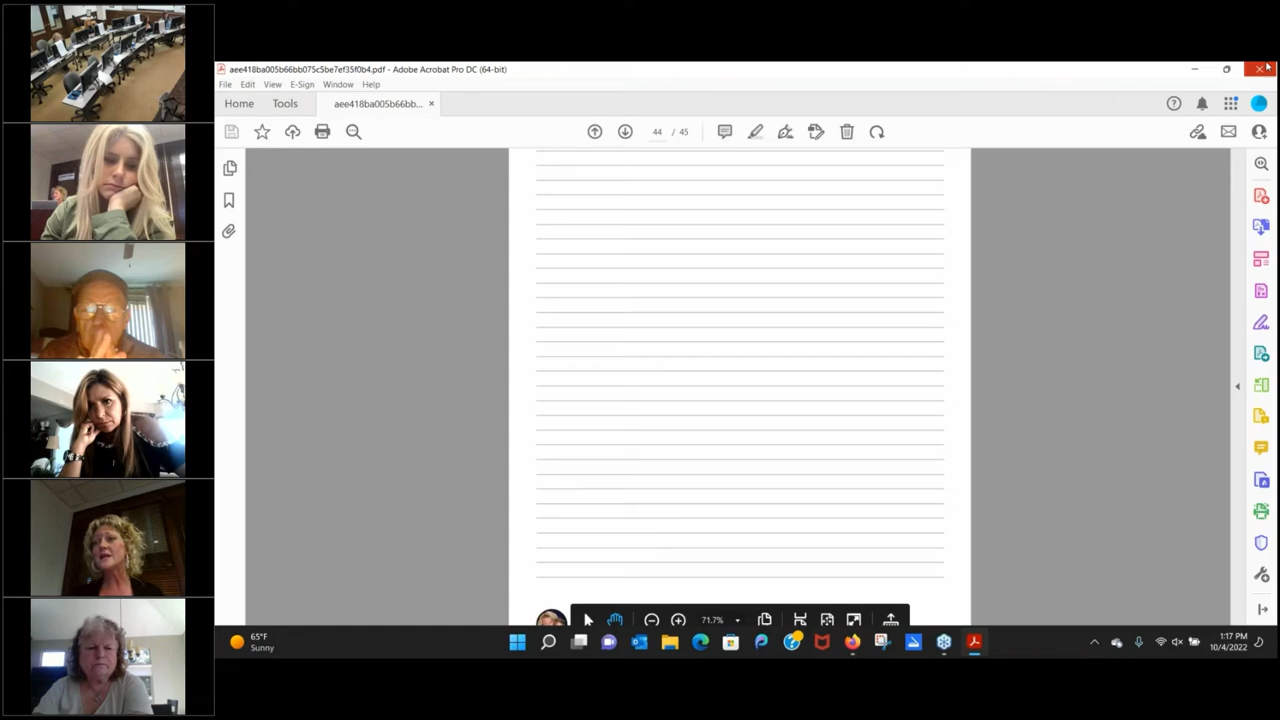 aee418ba005b66bb075c5be7ef35f0b4.pdf - Adobe Acrobat Pro DC (64-bit)
File Edit View E-Sign Window Help
Home Tools aee418ba005b66bb... ×
44 / 45
71.7%
65°F
Sunny
1:17 PM
10/4/2022